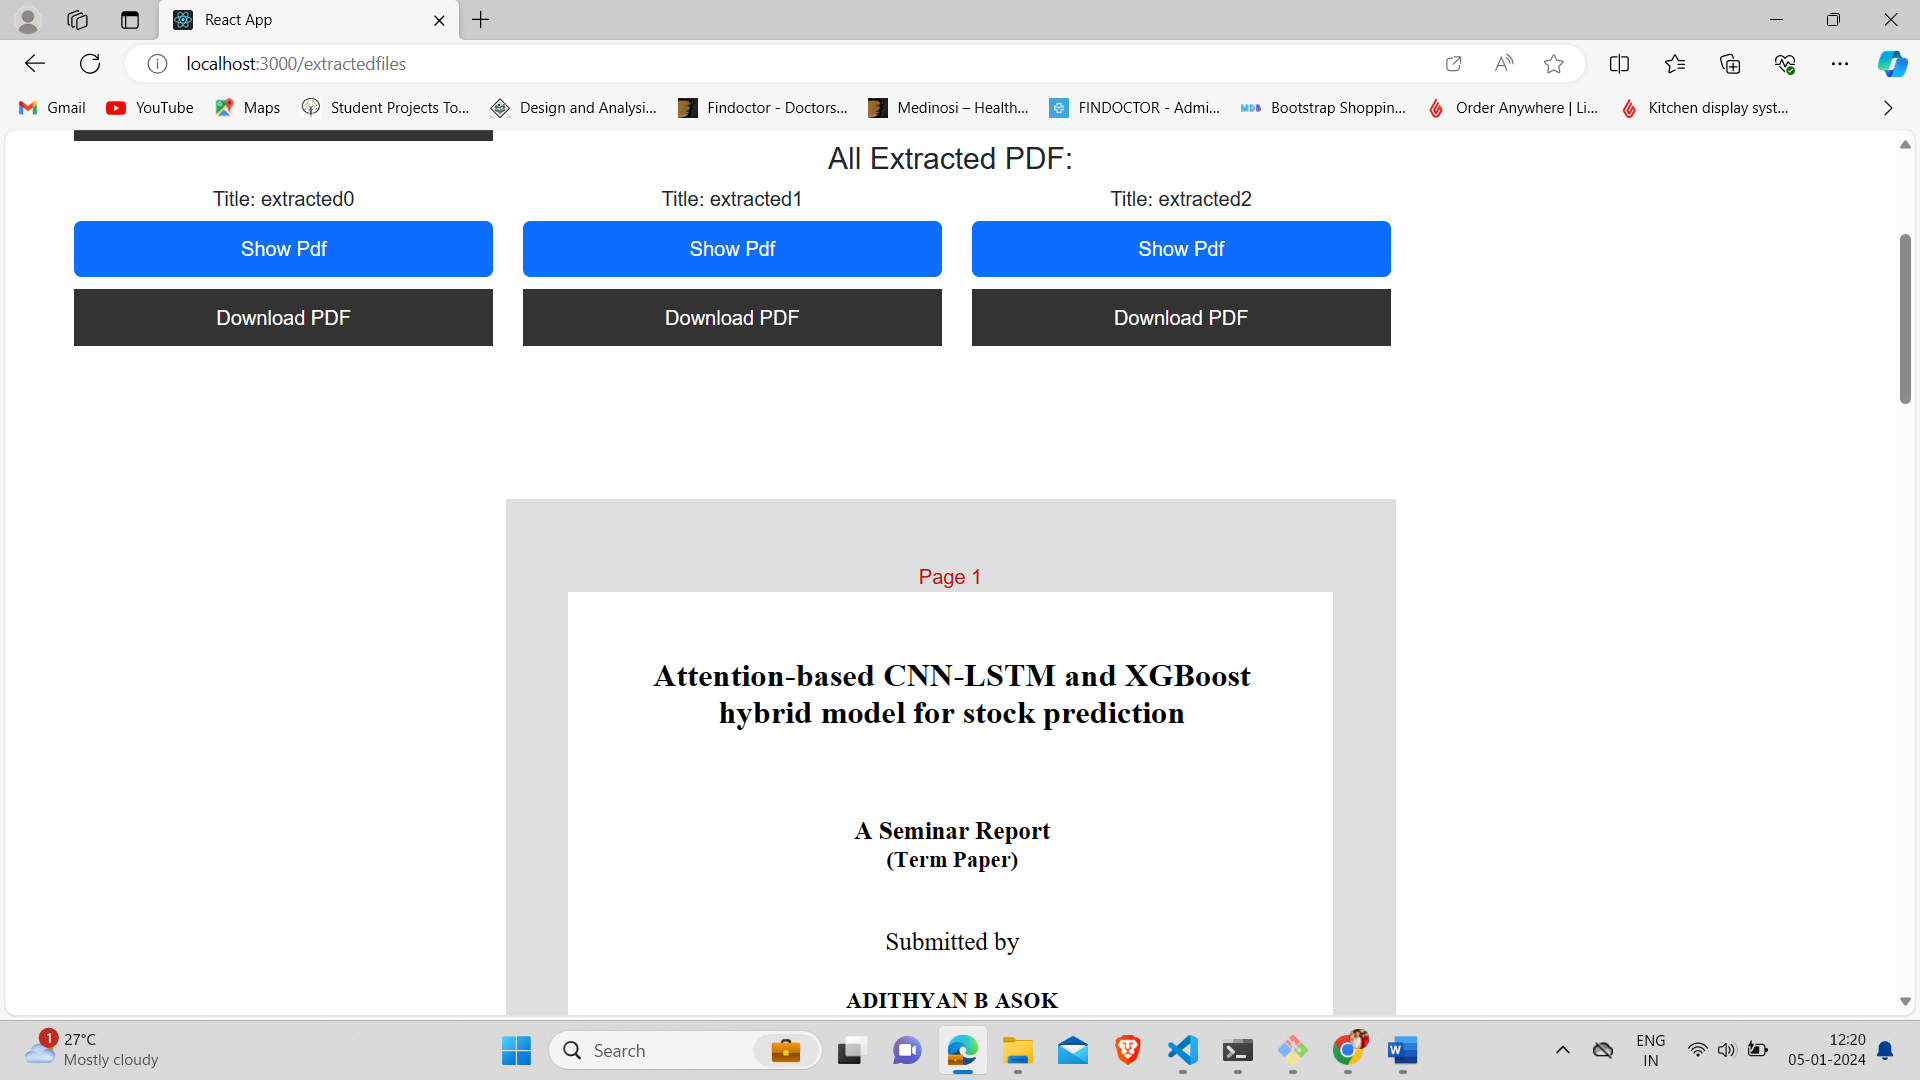 React App
localhost:3000/extractedfiles
Gmail
YouTube
Maps
Student Projects To...
Design and Analysi...
Findoctor - Doctors...
Medinosi – Health...
FINDOCTOR - Admi...
MDB
Bootstrap Shoppin...
Order Anywhere | Li...
Kitchen display syst...
All Extracted PDF:
Title: extracted0
Title: extracted1
Title: extracted2
Show Pdf
Show Pdf
Show Pdf
Download PDF
Download PDF
Download PDF
Page 1
Attention-based CNN-LSTM and XGBoost
hybrid model for stock prediction
A Seminar Report
(Term Paper)
Submitted by
ADITHYAN B ASOK
1
27°C
Mostly cloudy
Search
ENG
IN
12:20
05-01-2024